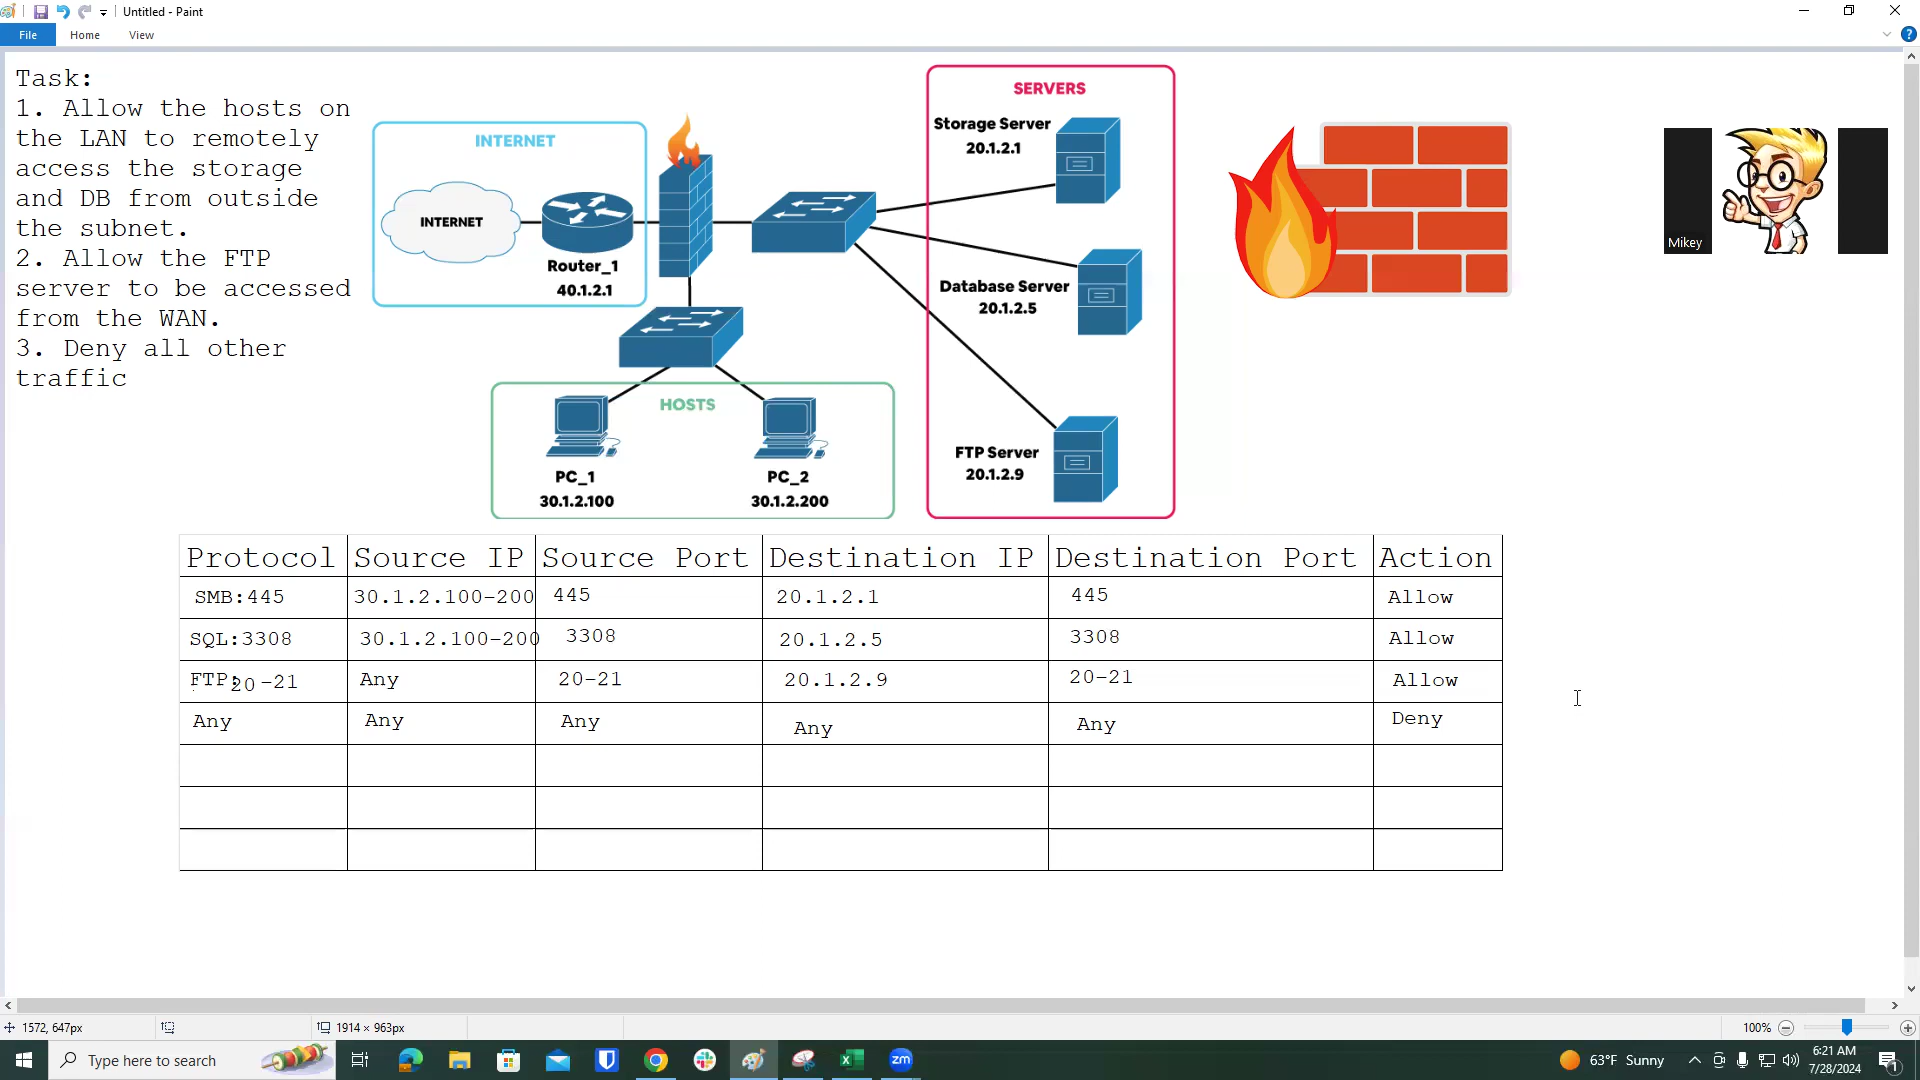 Untitled - Paint
File Home View
Task:
1. Allow the hosts on
the LAN to remotely
access the storage
and DB from outside
the subnet.
2. Allow the FTP
server to be accessed
from the WAN.
3. Deny all other
traffic
INTERNET
INTERNET
Router_1
40.1.2.1
SERVERS
Storage Server
20.1.2.1
Database Server
20.1.2.5
FTP Server
20.1.2.9
HOSTS
PC_1
30.1.2.100
PC_2
30.1.2.200
Mikey
Protocol Source IP Source Port Destination IP Destination Port Action
SMB:445 30.1.2.100-200 445 20.1.2.1 445 Allow
SQL:3308 30.1.2.100-200 3308 20.1.2.5 3308 Allow
FTP:20-21 Any 20-21 20.1.2.9 20-21 Allow
Any Any Any Any Any Deny
1572, 647px 1914 × 963px 100%
Type here to search zm 63°F Sunny 6:21 AM
7/28/2024 1